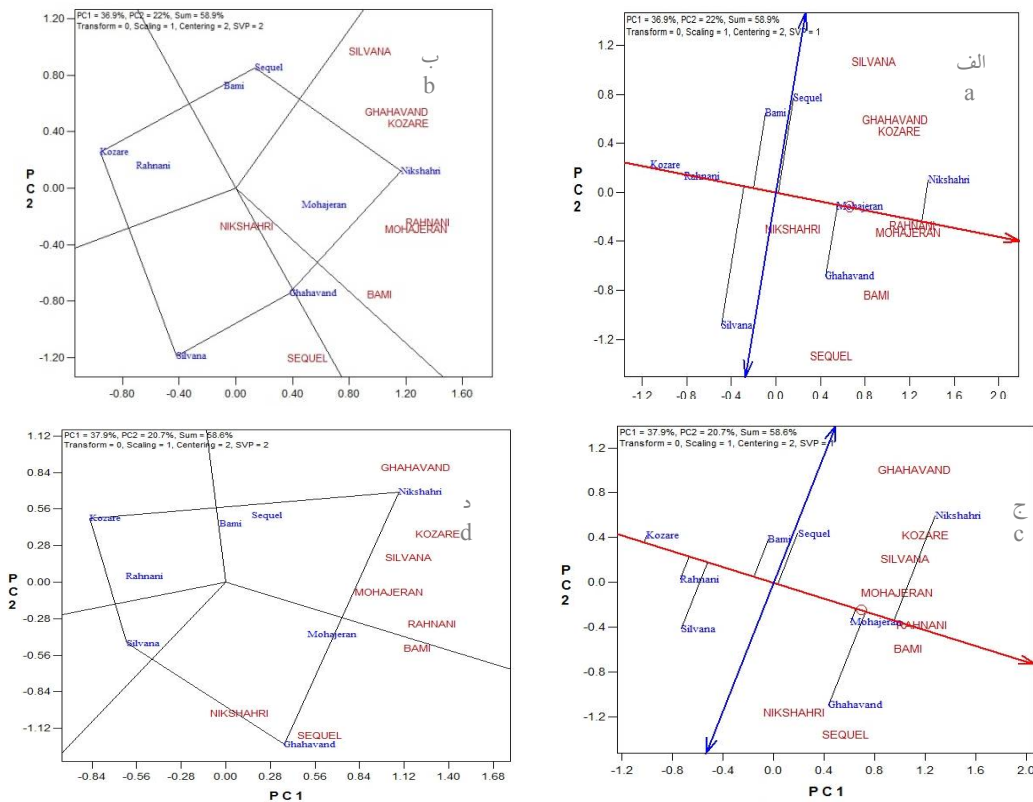 PC1 = 36.9%, PC2 = 22%, Sum = 58.9%
Transform = 0, Scaling = 1, Centering = 2, SVP = 2
ب
b
1.20
0.80
0.40
0.00
-0.40
-0.80
-1.20
PC2
SILVANA
Sequel
Bami
GHAHAVAND
KOZARE
Kozare
Rahnani
Nikshahri
Mohajeran
NIKSHAHRI
RAHNANI
MOHAJERAN
Ghahavand
BAMI
Silvana
SEQUEL
-0.80 -0.40 0.00 0.40 0.80 1.20 1.60
PC1 = 36.9%, PC2 = 22%, Sum = 58.9%
Transform = 0, Scaling = 1, Centering = 2, SVP = 1
الف
a
1.2
0.8
0.4
0.0
-0.4
-0.8
-1.2
PC2
SILVANA
Sequel
Bami
GHAHAVAND
KOZARE
Kozare
Rahnani
Nikshahri
Mohajeran
NIKSHAHRI
RAHNANI
MOHAJERAN
Ghahavand
BAMI
Silvana
SEQUEL
-1.2 -0.8 -0.4 0.0 0.4 0.8 1.2 1.6 2.0
PC1 = 37.9%, PC2 = 20.7%, Sum = 58.6%
Transform = 0, Scaling = 1, Centering = 2, SVP = 2
د
d
1.12
0.84
0.56
0.28
0.00
-0.28
-0.56
-0.84
-1.12
PC2
GHAHAVAND
Nikshahri
Kozare
Sequel
Bami
KOZARE
SILVANA
Rahnani
MOHAJERAN
RAHNANI
Mohajeran
Silvana
BAMI
NIKSHAHRI
SEQUEL
Ghahavand
-0.84 -0.56 0.00 0.28 0.56 0.84 1.12 1.40 1.68
PC1
PC1 = 37.9%, PC2 = 20.7%, Sum = 58.6%
Transform = 0, Scaling = 1, Centering = 2, SVP = 1
ج
c
1.2
0.8
0.4
0.0
-0.4
-0.8
-1.2
PC2
GHAHAVAND
Nikshahri
Kozare
Bami
Sequel
KOZARE
SILVANA
Rahnani
MOHAJERAN
Mohajeran
RAHNANI
Silvana
BAMI
Ghahavand
NIKSHAHRI
SEQUEL
-1.2 -0.8 -0.4 0.0 0.4 0.8 1.2 1.6 2.0
PC1